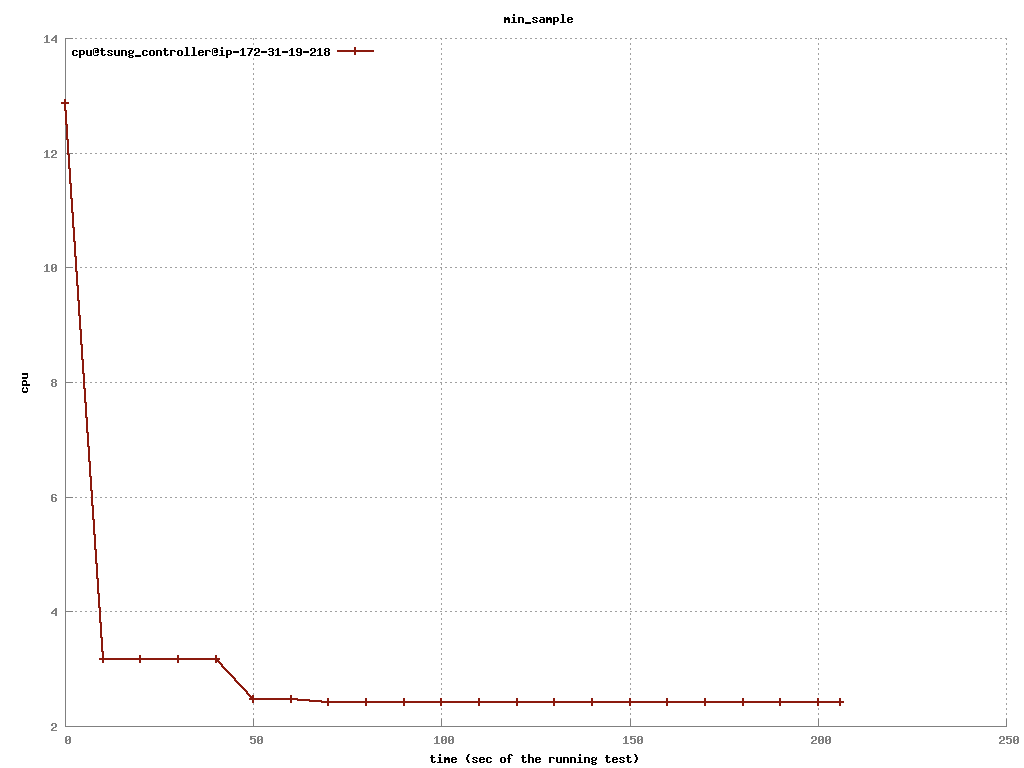 min_sample
14
cpu@tsung_controller@ip-172-31-19-218
12
10
8
cpu
6
4
2
0 50 100 150 200 250
time (sec of the running test)